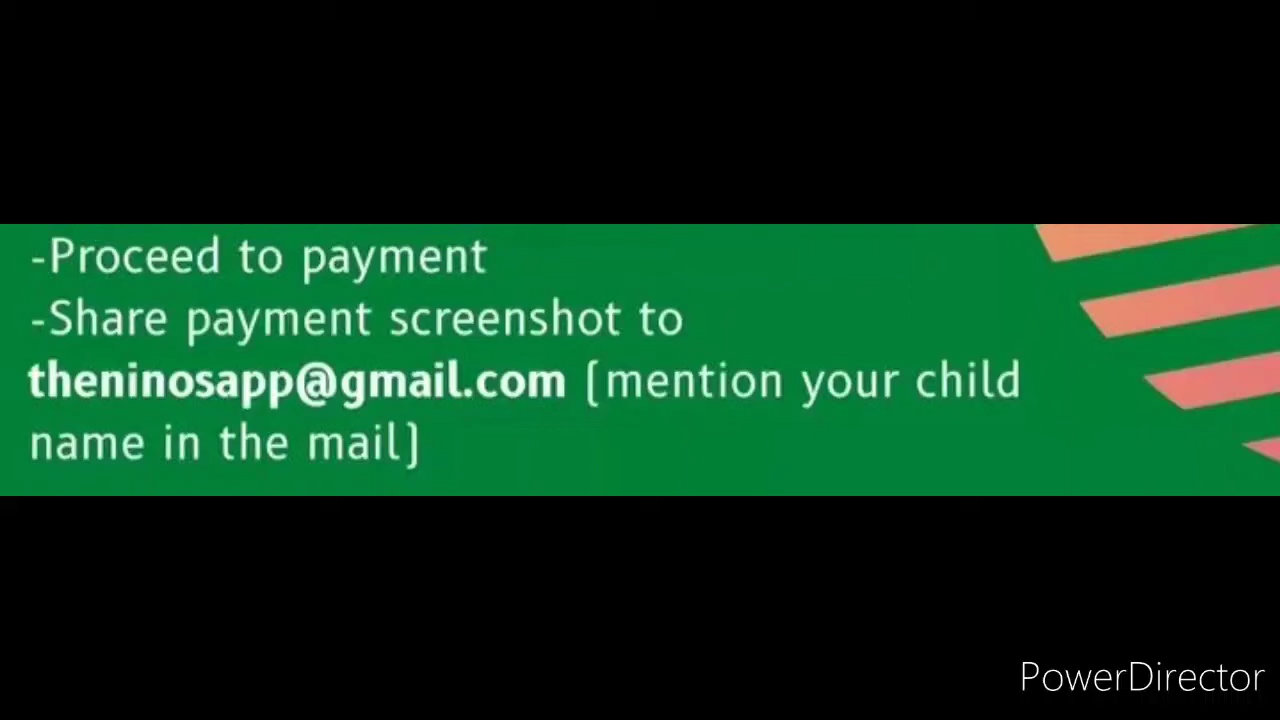 -Proceed to payment
-Share payment screenshot to
theninosapp@gmail.com (mention your child
name in the mail)
PowerDirector